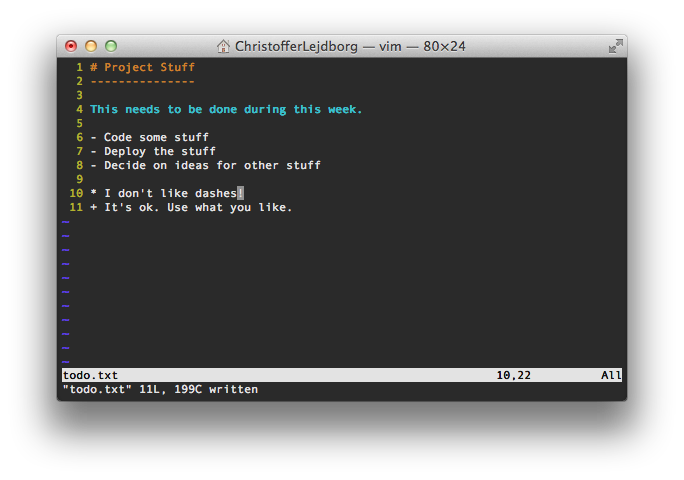 ChristofferLejdborg — vim — 80×24
1 # Project Stuff
2 ---------------
3
4 This needs to be done during this week.
5
6 - Code some stuff
7 - Deploy the stuff
8 - Decide on ideas for other stuff
9
10 * I don't like dashes!
11 + It's ok. Use what you like.
~
~
~
~
~
~
~
~
~
~
~
todo.txt 10,22 All
"todo.txt" 11L, 199C written